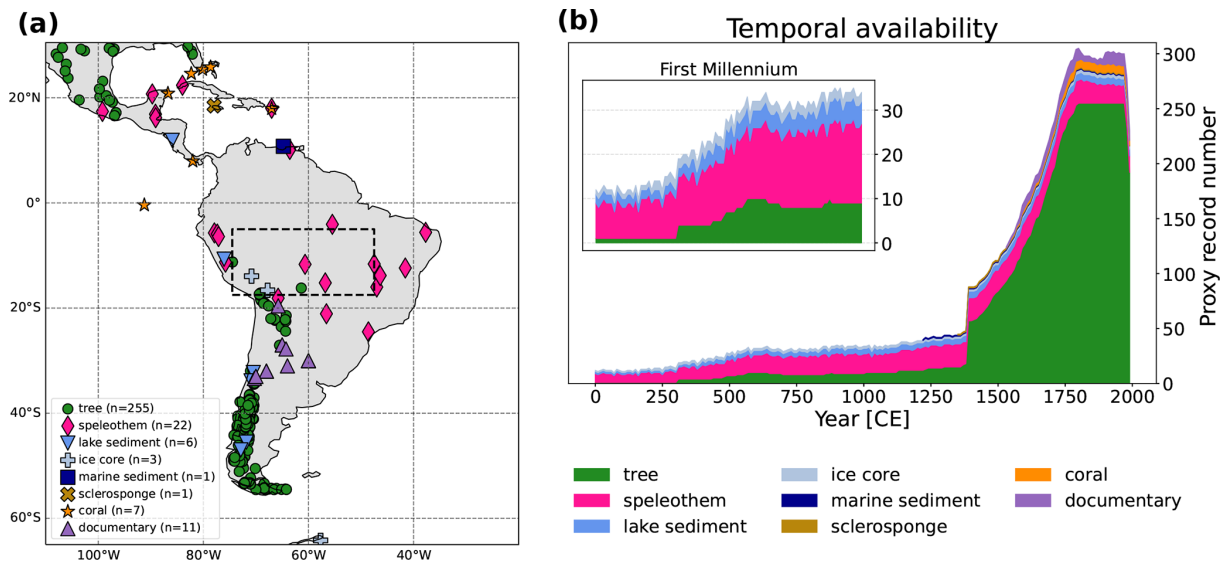 (a)
20°N
0°
20°S
40°S
60°S
100°W
80°W
60°W
40°W
tree (n=255)
speleothem (n=22)
lake sediment (n=6)
ice core (n=3)
marine sediment (n=1)
sclerosponge (n=1)
coral (n=7)
documentary (n=11)
(b)
Temporal availability
First Millennium
30
20
10
0
300
250
200
150
100
50
0
Proxy record number
0
250
500
750
1000
1250
1500
1750
2000
Year [CE]
tree
speleothem
lake sediment
ice core
marine sediment
sclerosponge
coral
documentary